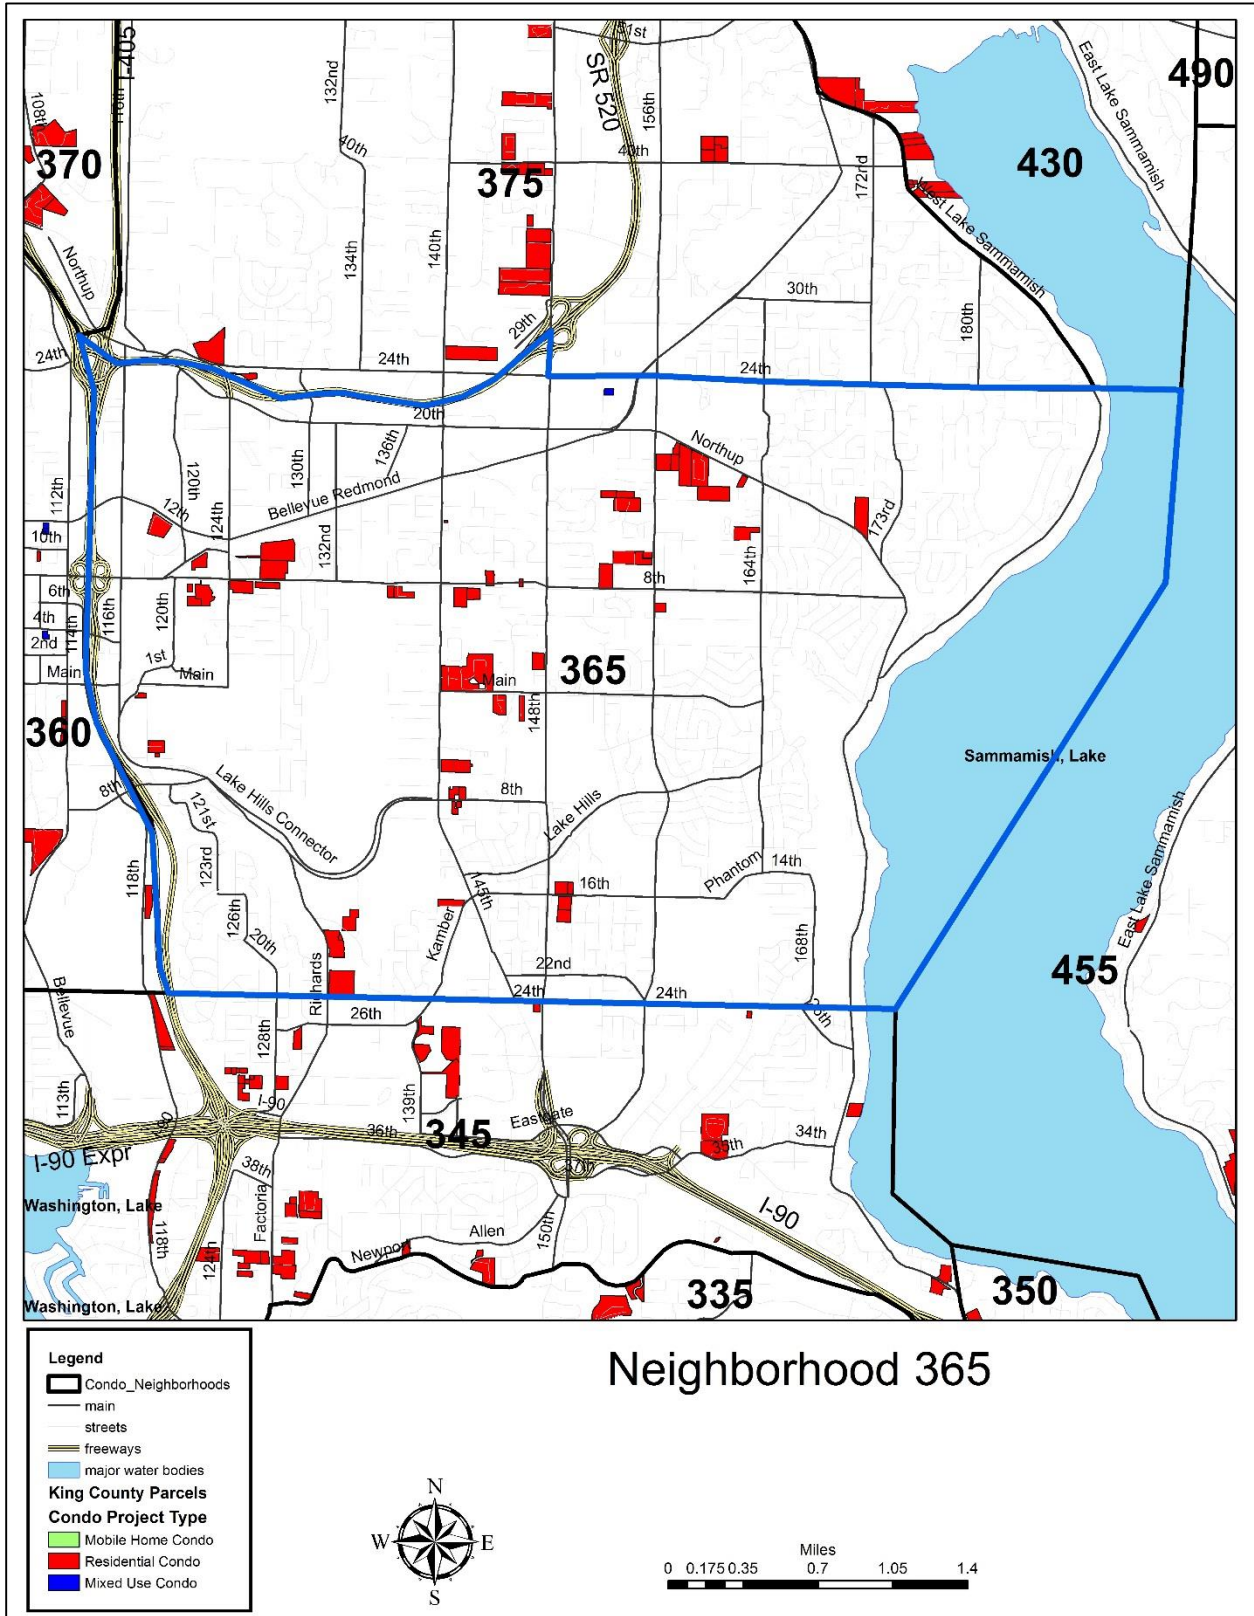 51st
I-405
116th
SR 520
132nd
East Lake Sammamish
490
108th
156th
40th
40th
370
375
172nd
430
West Lake Sammamish
Northup
134th
140th
30th
180th
29th
24th
24th
24th
20th
136th
Northup
112th
120th
130th
Bellevue Redmond
12th
124th
10th
132nd
173rd
164th
8th
6th
116th
120th
4th
114th
2nd
1st
Main
Main
Main
365
148th
360
Sammamish, Lake
8th
Lake Hills Connector
8th
121st
Lake Hills
East Lake Sammamish
123rd
118th
145th
16th
Phantom
14th
126th
Kamber
20th
168th
22nd
455
Bellevue
Richards
24th
24th
26th
26th
128th
113th
I-90
139th
Eastgate
36th
345
34th
35th
37th
I-90 Expr
38th
I-90
Washington, Lake
Factoria
118th
124th
Newport
Allen
150th
335
350
Washington, Lake
Neighborhood 365
Legend
Condo_Neighborhoods
main
streets
freeways
major water bodies
King County Parcels
Condo Project Type
Mobile Home Condo
Residential Condo
Mixed Use Condo
N
W
E
S
Miles
0 0.175 0.35 0.7 1.05 1.4